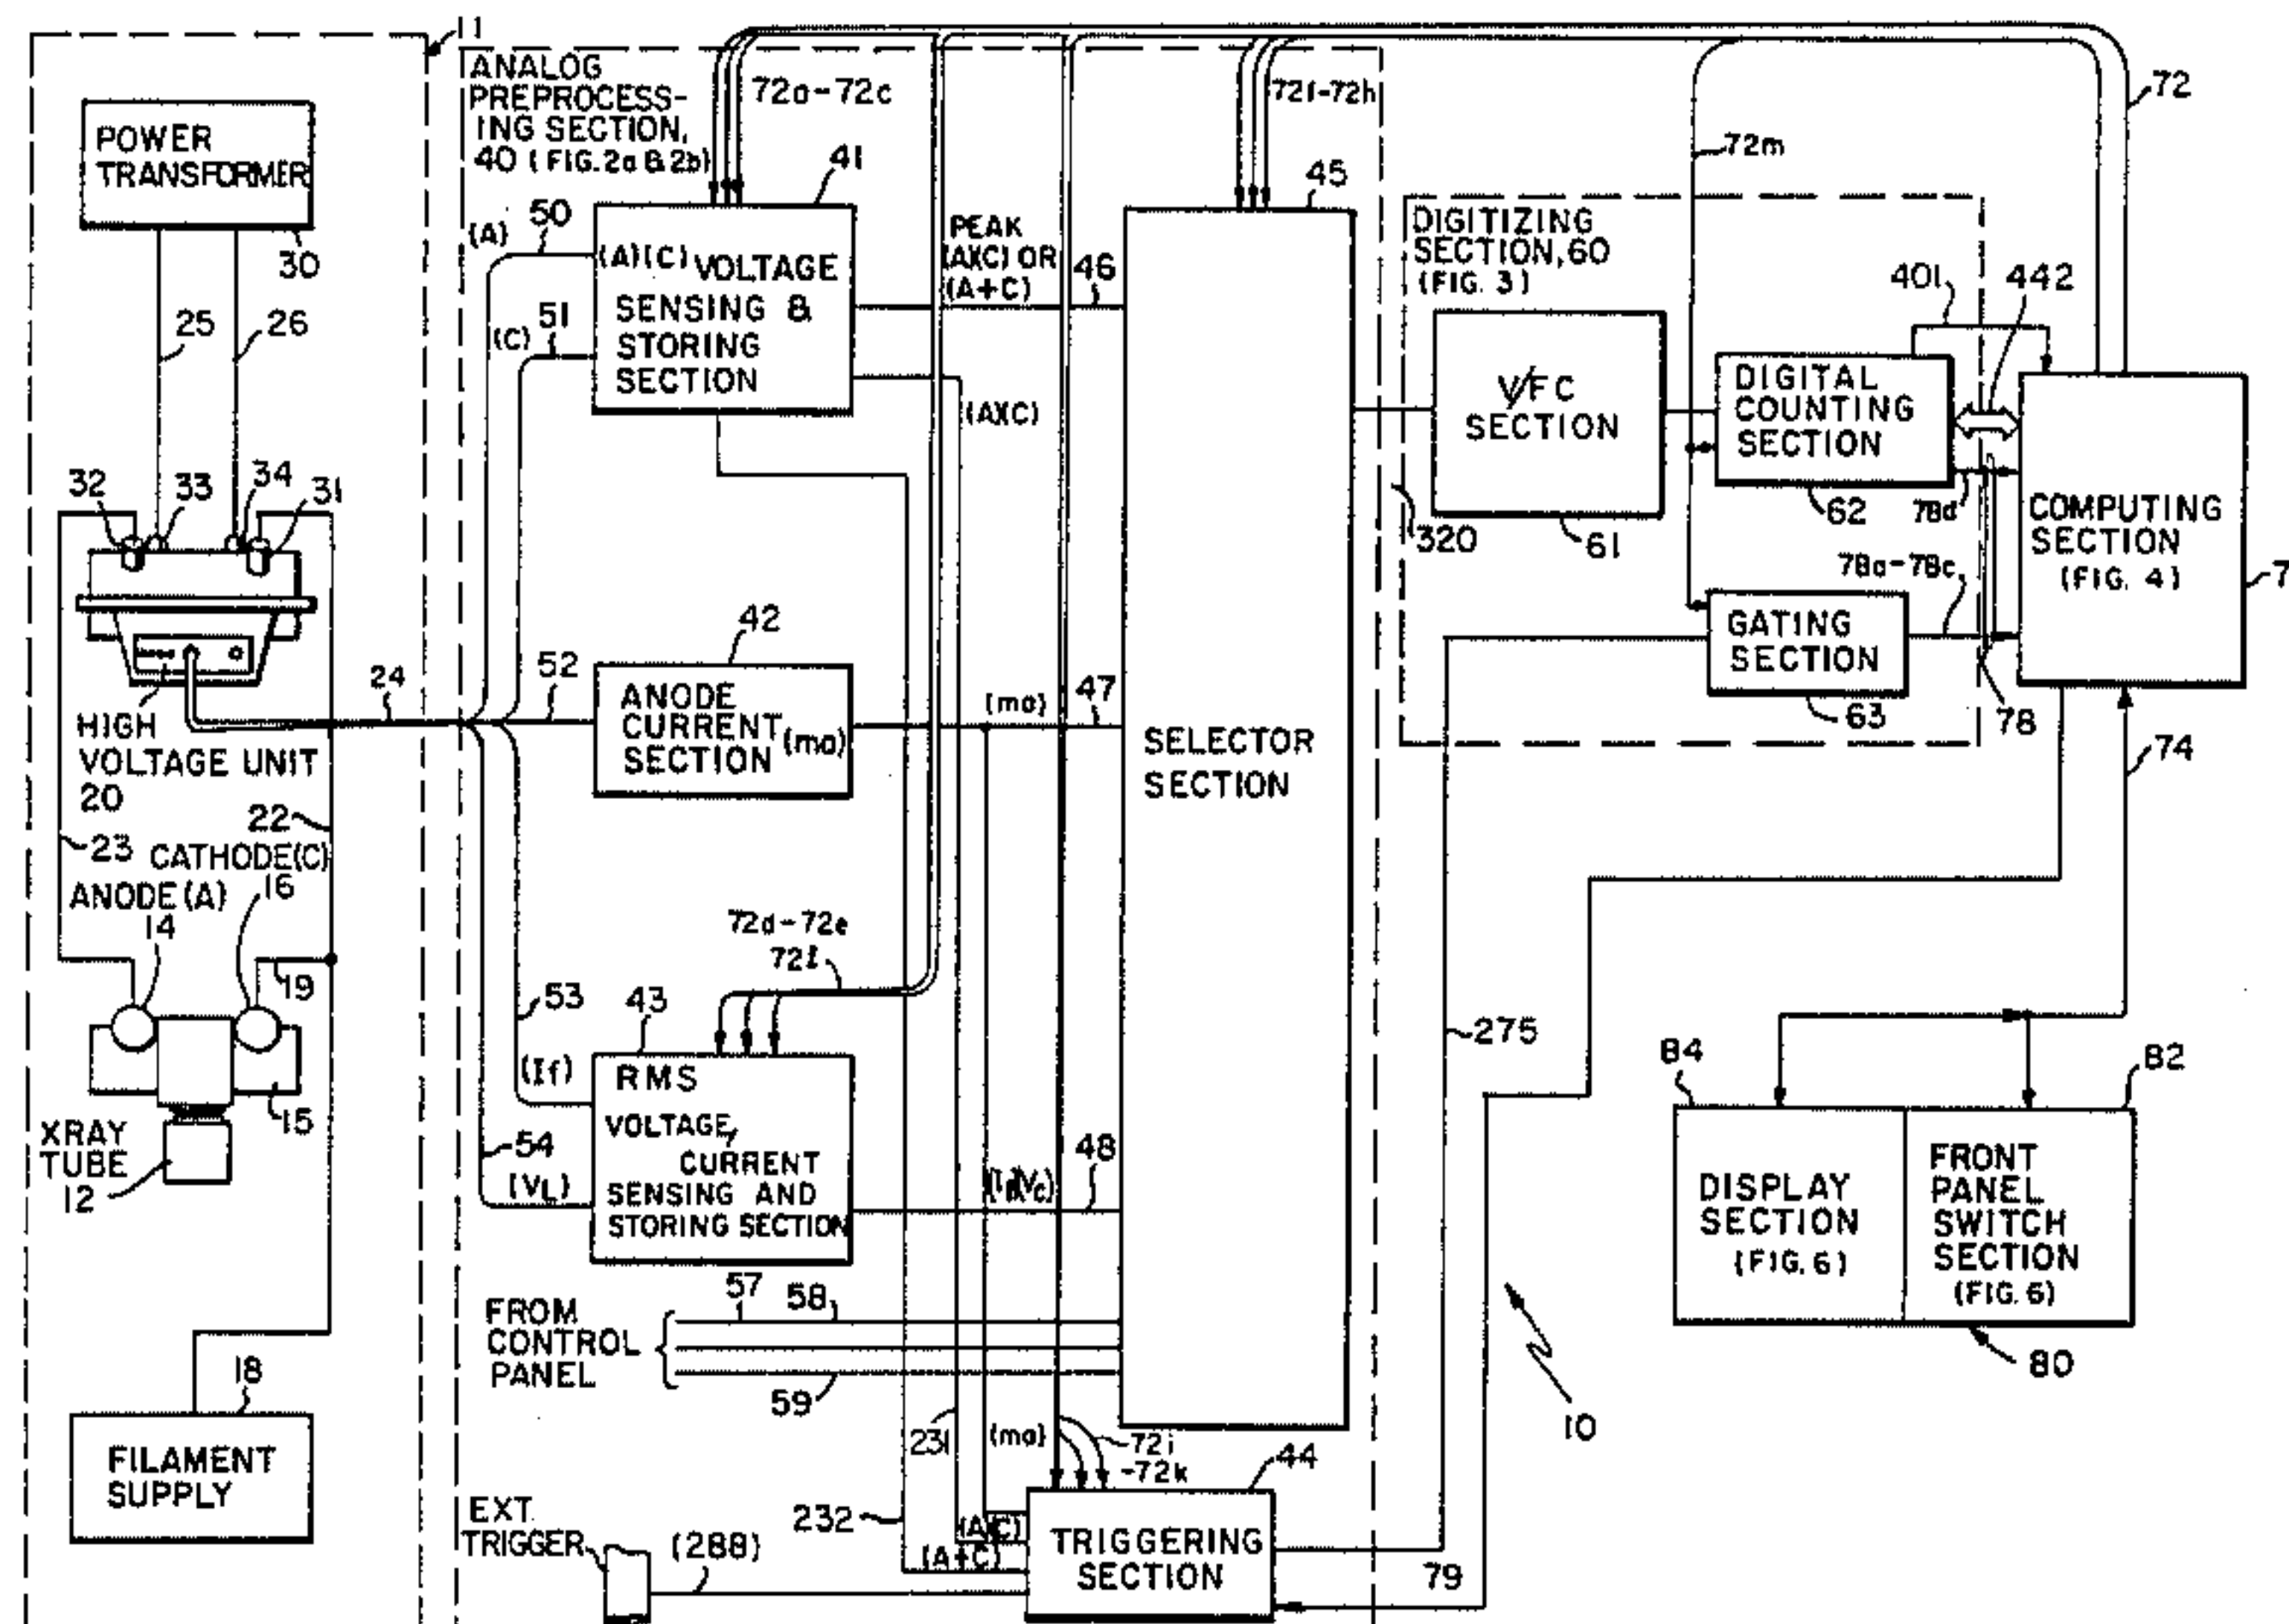 11
POWER
TRANSFORMER
30
25
26
32
33
34
31
HIGH
VOLTAGE UNIT
20
24
22
23
CATHODE(C)
16
ANODE(A)
14
19
15
XRAY
TUBE
12
18
FILAMENT
SUPPLY
ANALOG
PREPROCESS-
ING SECTION,
40 (FIG.2a & 2b)
72a-72c
41
(A)
50
(C)
51
(A)(C) VOLTAGE
SENSING &
STORING
SECTION
PEAK
(A)(C) OR
(A+C)
46
(A)(C)
42
52
ANODE
CURRENT
SECTION
(ma)
(ma)
47
72d-72e
72l
53
43
(If)
54
(VL)
RMS
VOLTAGE,
CURRENT
SENSING AND
STORING SECTION
48
57
58
FROM
CONTROL
PANEL
59
231
(ma)
72i
-72k
44
232
EXT.
TRIGGER
(288)
(A)(C)
(A+C)
TRIGGERING
SECTION
79
72f-72h
45
SELECTOR
SECTION
320
72m
72
DIGITIZING
SECTION, 60
(FIG. 3)
V/FC
SECTION
61
401
442
DIGITAL
COUNTING
SECTION
62
78d
78a-78c
GATING
SECTION
63
78
COMPUTING
SECTION
(FIG. 4)
7
74
275
84
82
DISPLAY
SECTION
(FIG. 6)
FRONT
PANEL
SWITCH
SECTION
(FIG. 6)
80
10